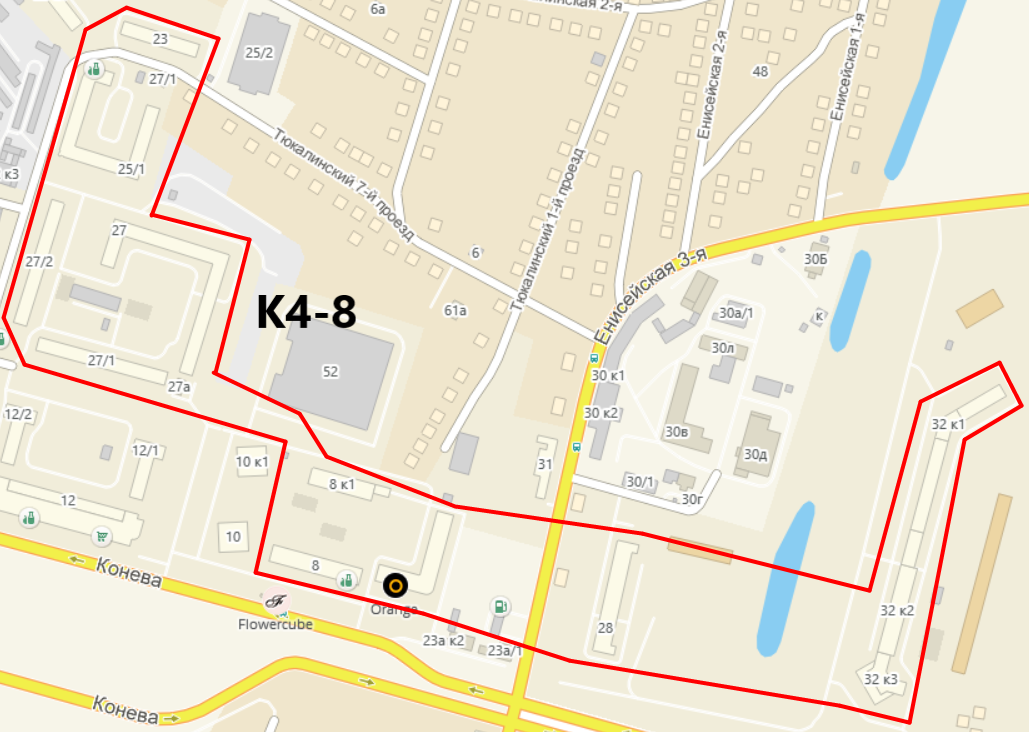 Тюкалинский 2-я
6а
23
25/2
27/1
48
Енисейская 2-я
Енисейская 1-я
к3
25/1
Тюкалинский 7-й проезд
Тюкалинский 1-й проезд
27
27/2
6
Енисейская 3-я
30Б
К4-8
61а
30а/1
к
30л
27/1
27а
52
30 к1
30 к2
12/2
12/1
30в
30д
32 к1
10 к1
8 к1
31
30/1
30г
12
10
Конева
8
Orange
Flowercube
23а к2
23а/1
28
32 к2
32 к3
Конева